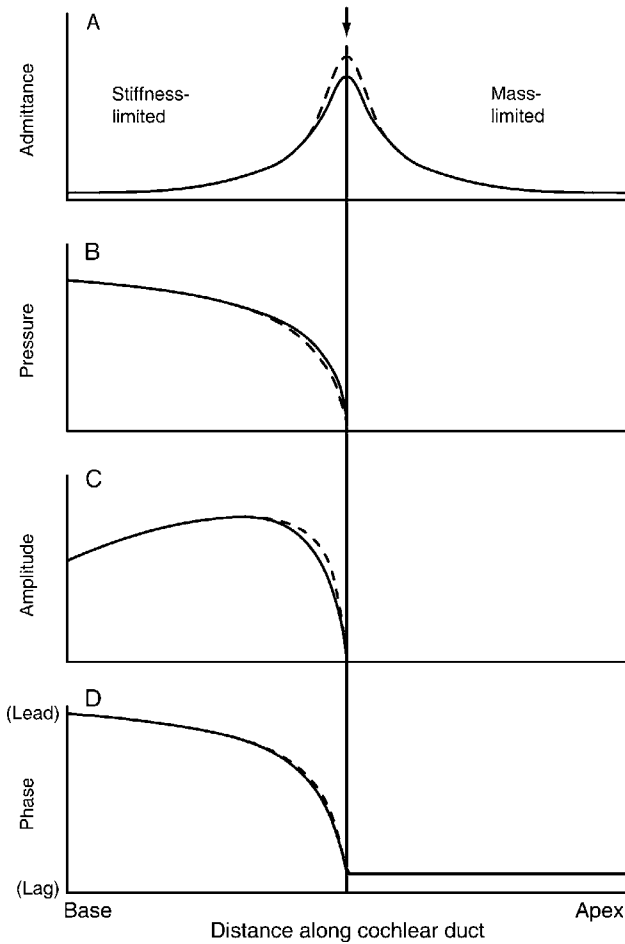 A
Admittance
Stiffness-
limited
Mass-
limited
B
Pressure
C
Amplitude
D
(Lead)
Phase
(Lag)
Base
Apex
Distance along cochlear duct